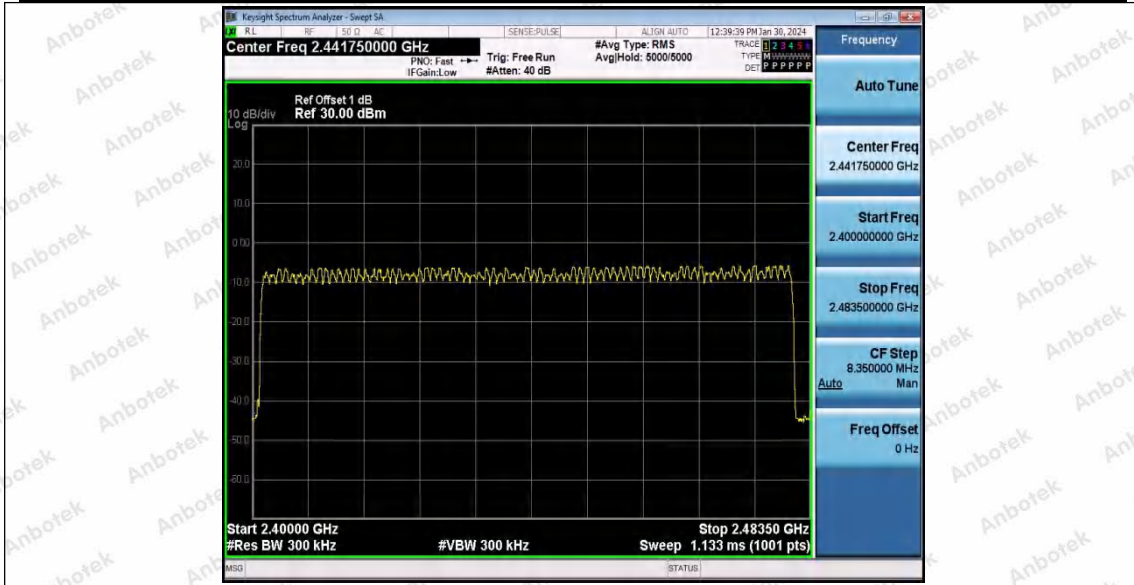 Keysight Spectrum Analyzer - Swept SA
LXI RL RF 50 Ω AC SENSE:PULSE ALIGN AUTO 12:39:39 PM Jan 30, 2024
Center Freq 2.441750000 GHz
PNO: Fast
IFGain:Low
Trig: Free Run
#Atten: 40 dB
#Avg Type: RMS
Avg|Hold: 5000/5000
TRACE 1 2 3 4 5 6
TYPE M WWWWW
DET P P P P P P
Ref Offset 1 dB
10 dB/div Ref 30.00 dBm
Log
20.0
10.0
0.00
-10.0
-20.0
-30.0
-40.0
-50.0
-60.0
Start 2.40000 GHz Stop 2.48350 GHz
#Res BW 300 kHz #VBW 300 kHz Sweep 1.133 ms (1001 pts)
MSG STATUS
Frequency
Auto Tune
Center Freq
2.441750000 GHz
Start Freq
2.400000000 GHz
Stop Freq
2.483500000 GHz
CF Step
8.350000 MHz
Auto Man
Freq Offset
0 Hz
Anbotek